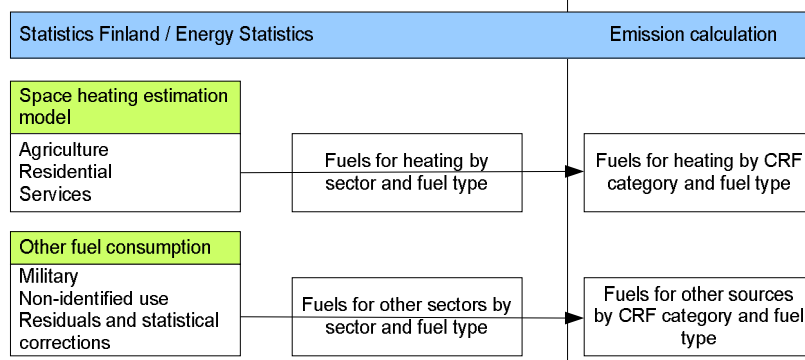 Statistics Finland / Energy Statistics
Emission calculation
Space heating estimation
model
Agriculture
Residential
Services
Fuels for heating by
sector and fuel type
Fuels for heating by CRF
category and fuel type
Other fuel consumption
Military
Non-identified use
Residuals and statistical
corrections
Fuels for other sectors by
sector and fuel type
Fuels for other sources
by CRF category and fuel
type